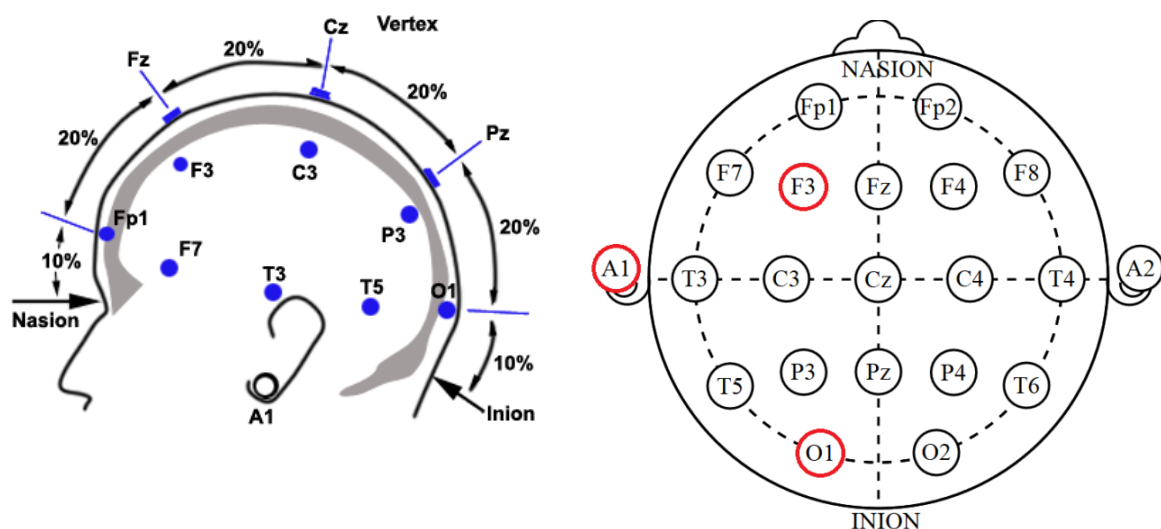 Cz
Vertex
20%
Fz
20%
20%
Pz
20%
F3
C3
Fp1
P3
20%
10%
F7
T3
T5
O1
Nasion
10%
A1
Inion
NASION
Fp1
Fp2
F7
F3
Fz
F4
F8
A1
T3
C3
Cz
C4
T4
A2
T5
P3
Pz
P4
T6
O1
O2
INION